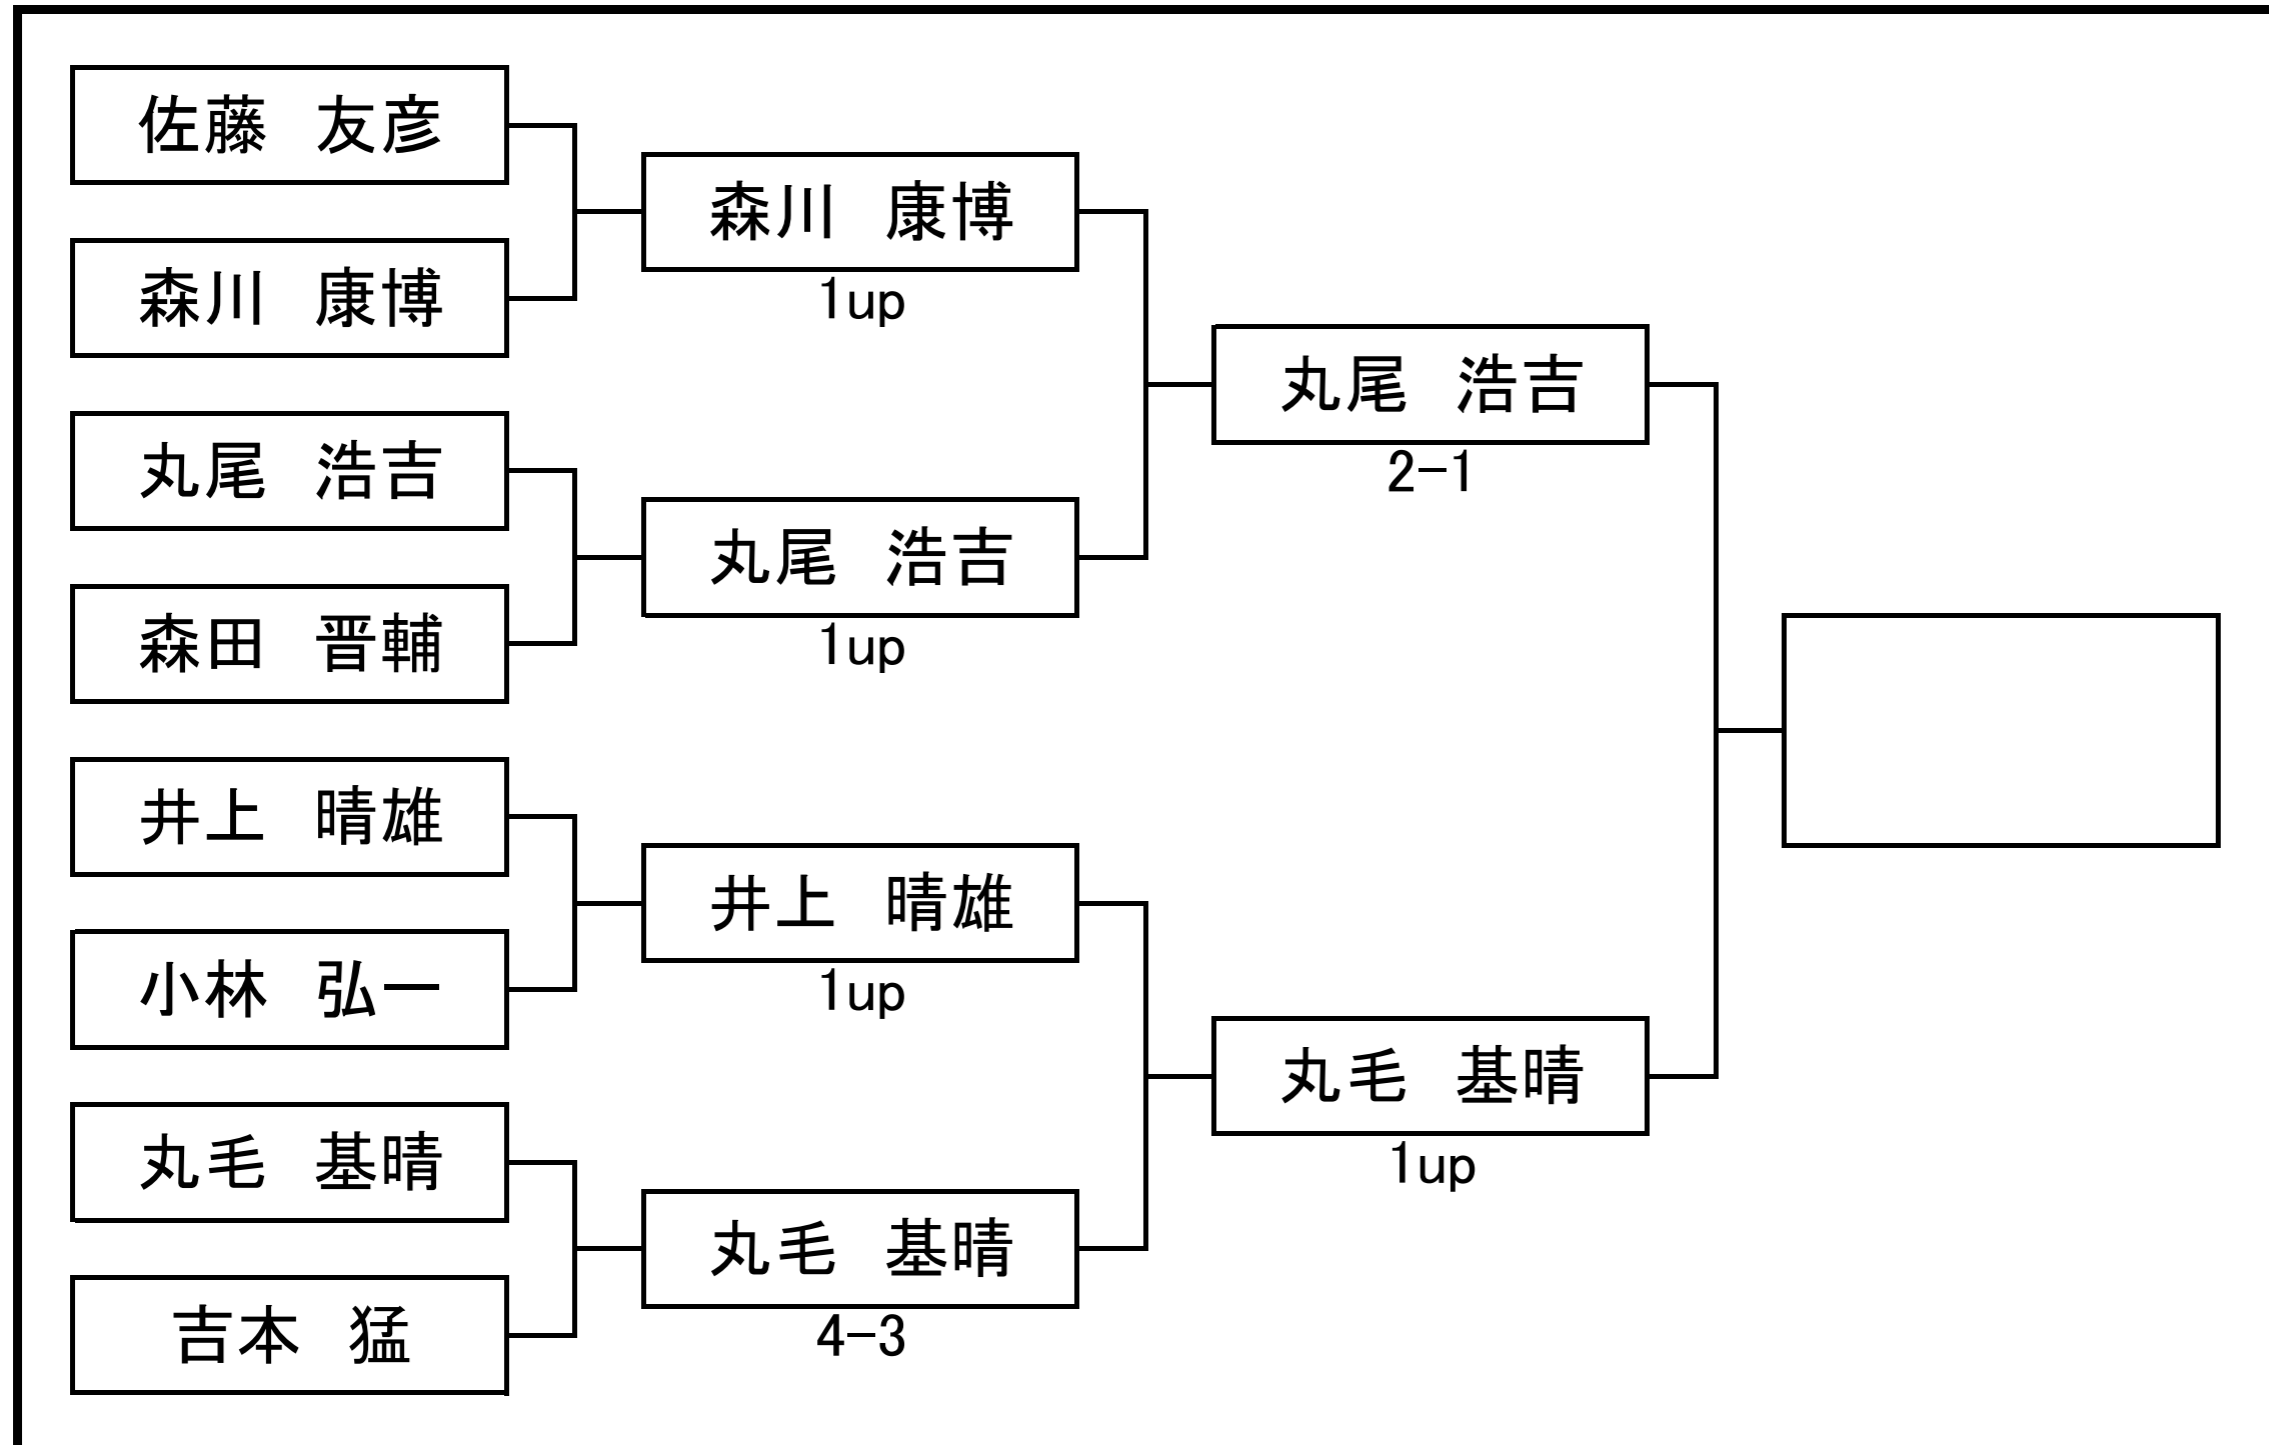 佐藤　友彦
森川　康博
森川　康博
1up
丸尾　浩吉
2-1
丸尾　浩吉
丸尾　浩吉
1up
森田　晋輔
井上　晴雄
井上　晴雄
1up
小林　弘一
丸毛　基晴
1up
丸毛　基晴
丸毛　基晴
4-3
吉本　猛